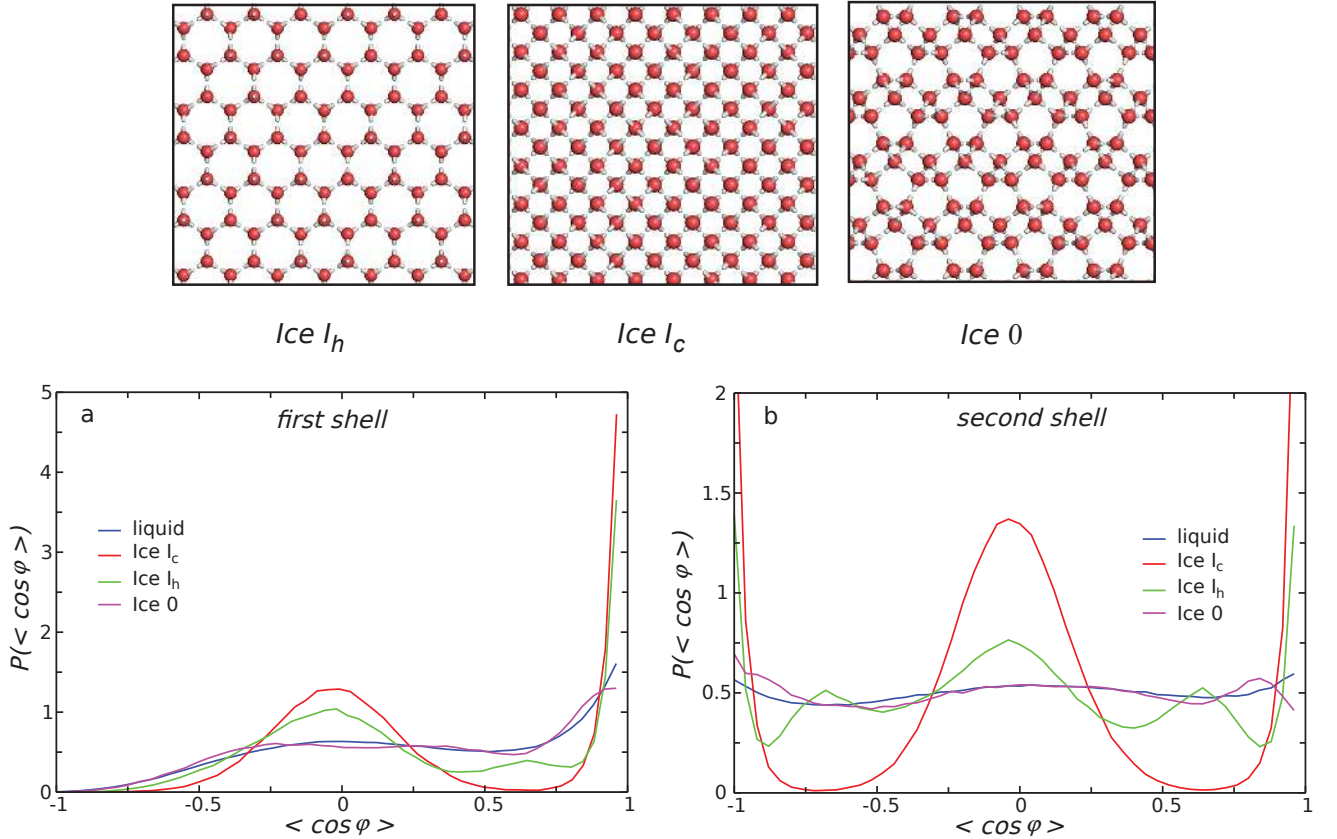 Ice I_h
Ice I_c
Ice 0
a
first shell
P(< cos φ >)
5
4
3
2
1
0
liquid
Ice I_c
Ice I_h
Ice 0
-1
-0.5
0
0.5
1
< cos φ >
b
second shell
P(< cos φ >)
2
1.5
1
0.5
0
liquid
Ice I_c
Ice I_h
Ice 0
-1
-0.5
0
0.5
1
< cos φ >